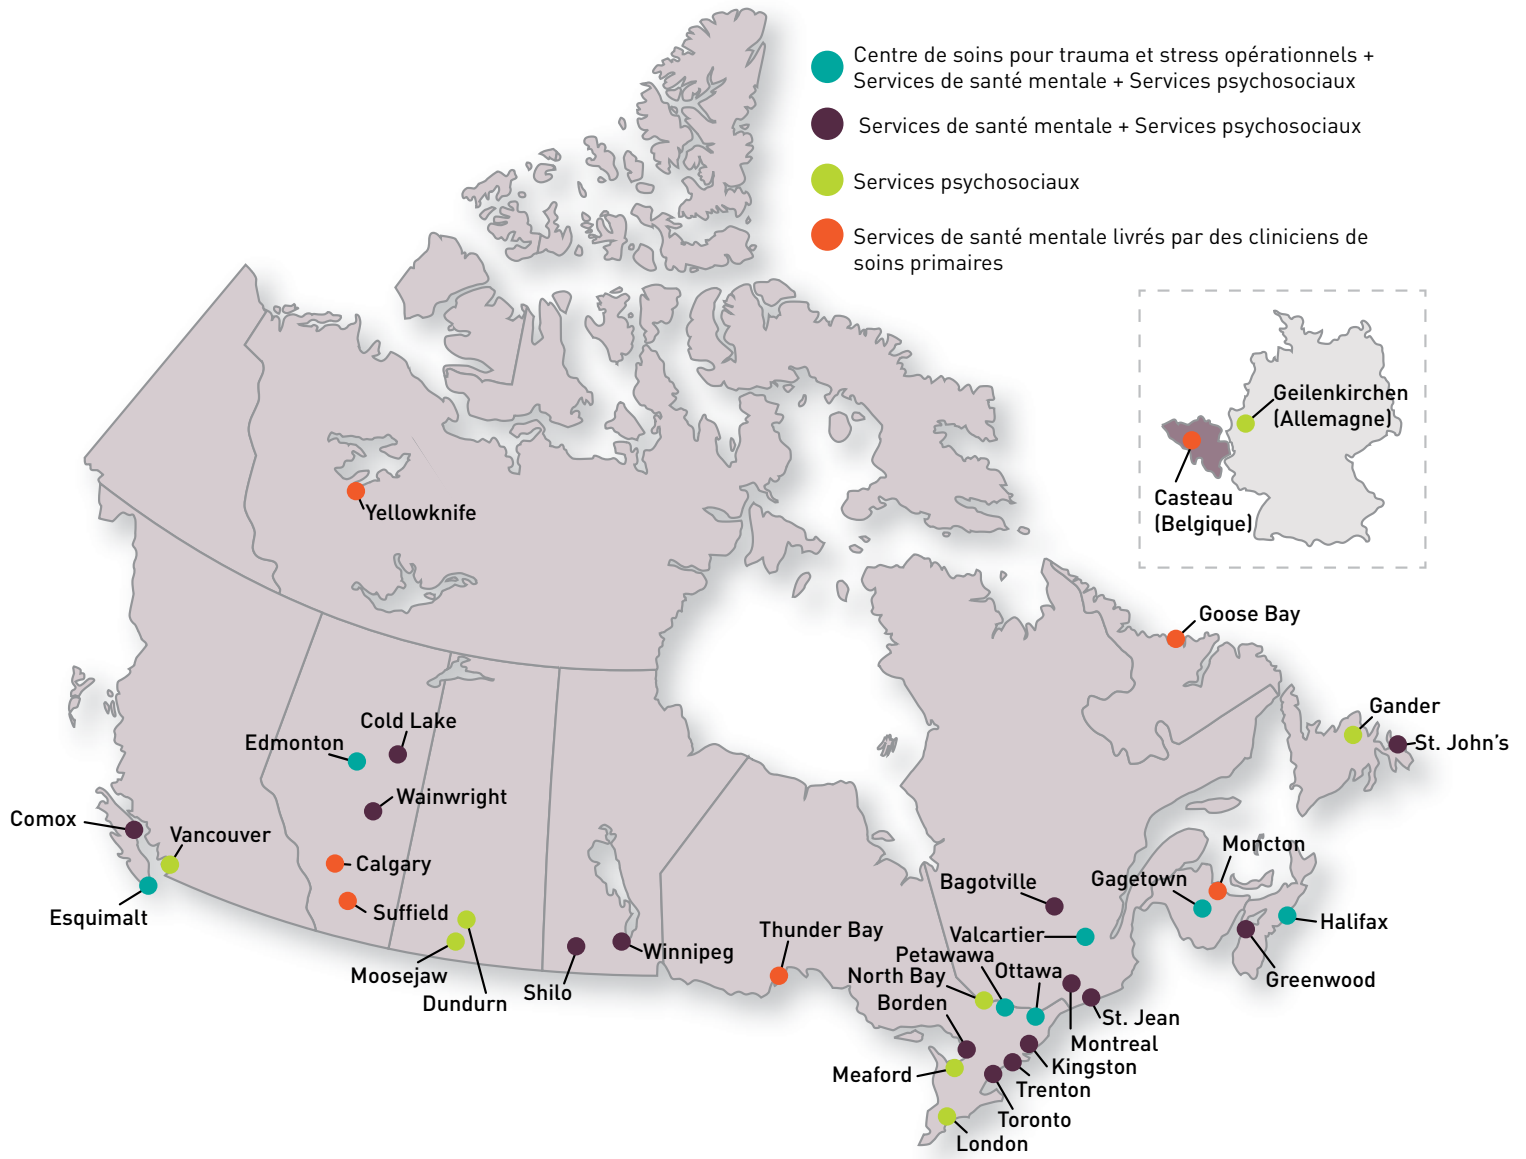 Centre de soins pour trauma et stress opérationnels +
Services de santé mentale + Services psychosociaux
Services de santé mentale + Services psychosociaux
Services psychosociaux
Services de santé mentale livrés par des cliniciens de
soins primaires
Geilenkirchen
(Allemagne)
Casteau
(Belgique)
Yellowknife
Goose Bay
Gander
St. John's
Cold Lake
Edmonton
Wainwright
Comox
Vancouver
Calgary
Esquimalt
Suffield
Moosejaw
Dundurn
Shilo
Winnipeg
Thunder Bay
Moncton
Bagotville
Gagetown
Halifax
Valcartier
Petawawa
Ottawa
North Bay
Greenwood
Borden
St. Jean
Montreal
Kingston
Meaford
Trenton
Toronto
London